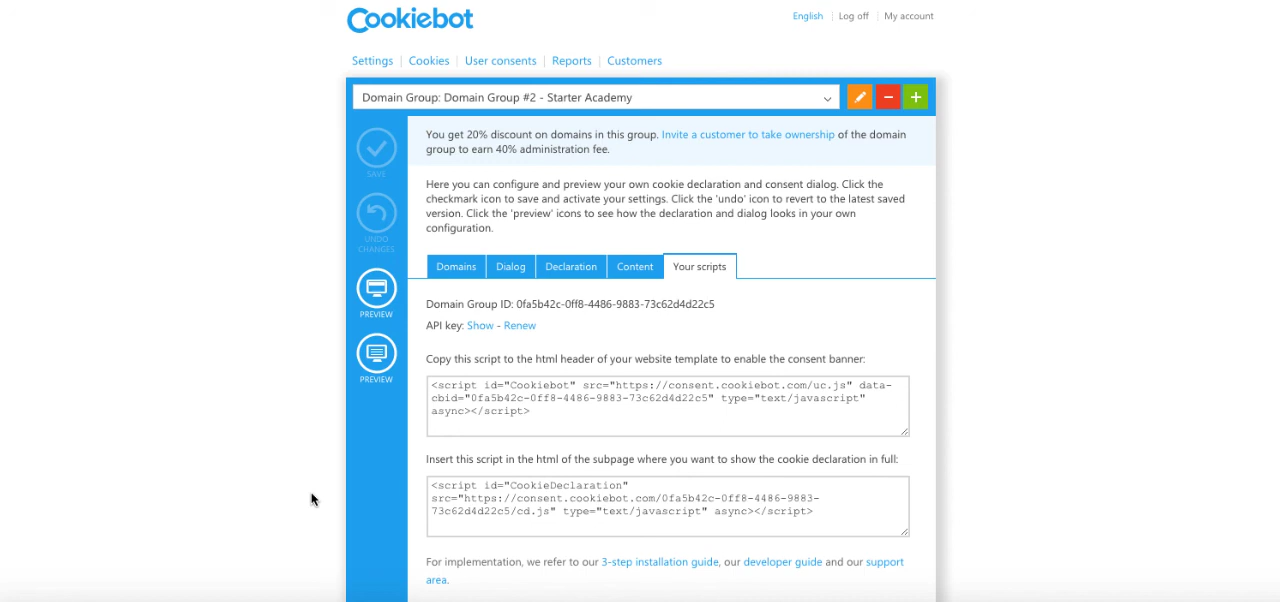 Cookiebot
English | Log off | My account
Settings | Cookies | User consents | Reports | Customers
Domain Group: Domain Group #2 - Starter Academy
You get 20% discount on domains in this group. Invite a customer to take ownership of the domain
group to earn 40% administration fee.
SAVE
Here you can configure and preview your own cookie declaration and consent dialog. Click the
checkmark icon to save and activate your settings. Click the 'undo' icon to revert to the latest saved
version. Click the 'preview' icons to see how the declaration and dialog looks in your own
configuration.
UNDO
CHANGES
Domains Dialog Declaration Content Your scripts
Domain Group ID: 0fa5b42c-0ff8-4486-9883-73c62d4d22c5
PREVIEW
API key: Show - Renew
Copy this script to the html header of your website template to enable the consent banner:
PREVIEW
<script id="Cookiebot" src="https://consent.cookiebot.com/uc.js" data-
cbid="0fa5b42c-0ff8-4486-9883-73c62d4d22c5" type="text/javascript"
async></script>
Insert this script in the html of the subpage where you want to show the cookie declaration in full:
<script id="CookieDeclaration"
src="https://consent.cookiebot.com/0fa5b42c-0ff8-4486-9883-
73c62d4d22c5/cd.js" type="text/javascript" async></script>
For implementation, we refer to our 3-step installation guide, our developer guide and our support
area.